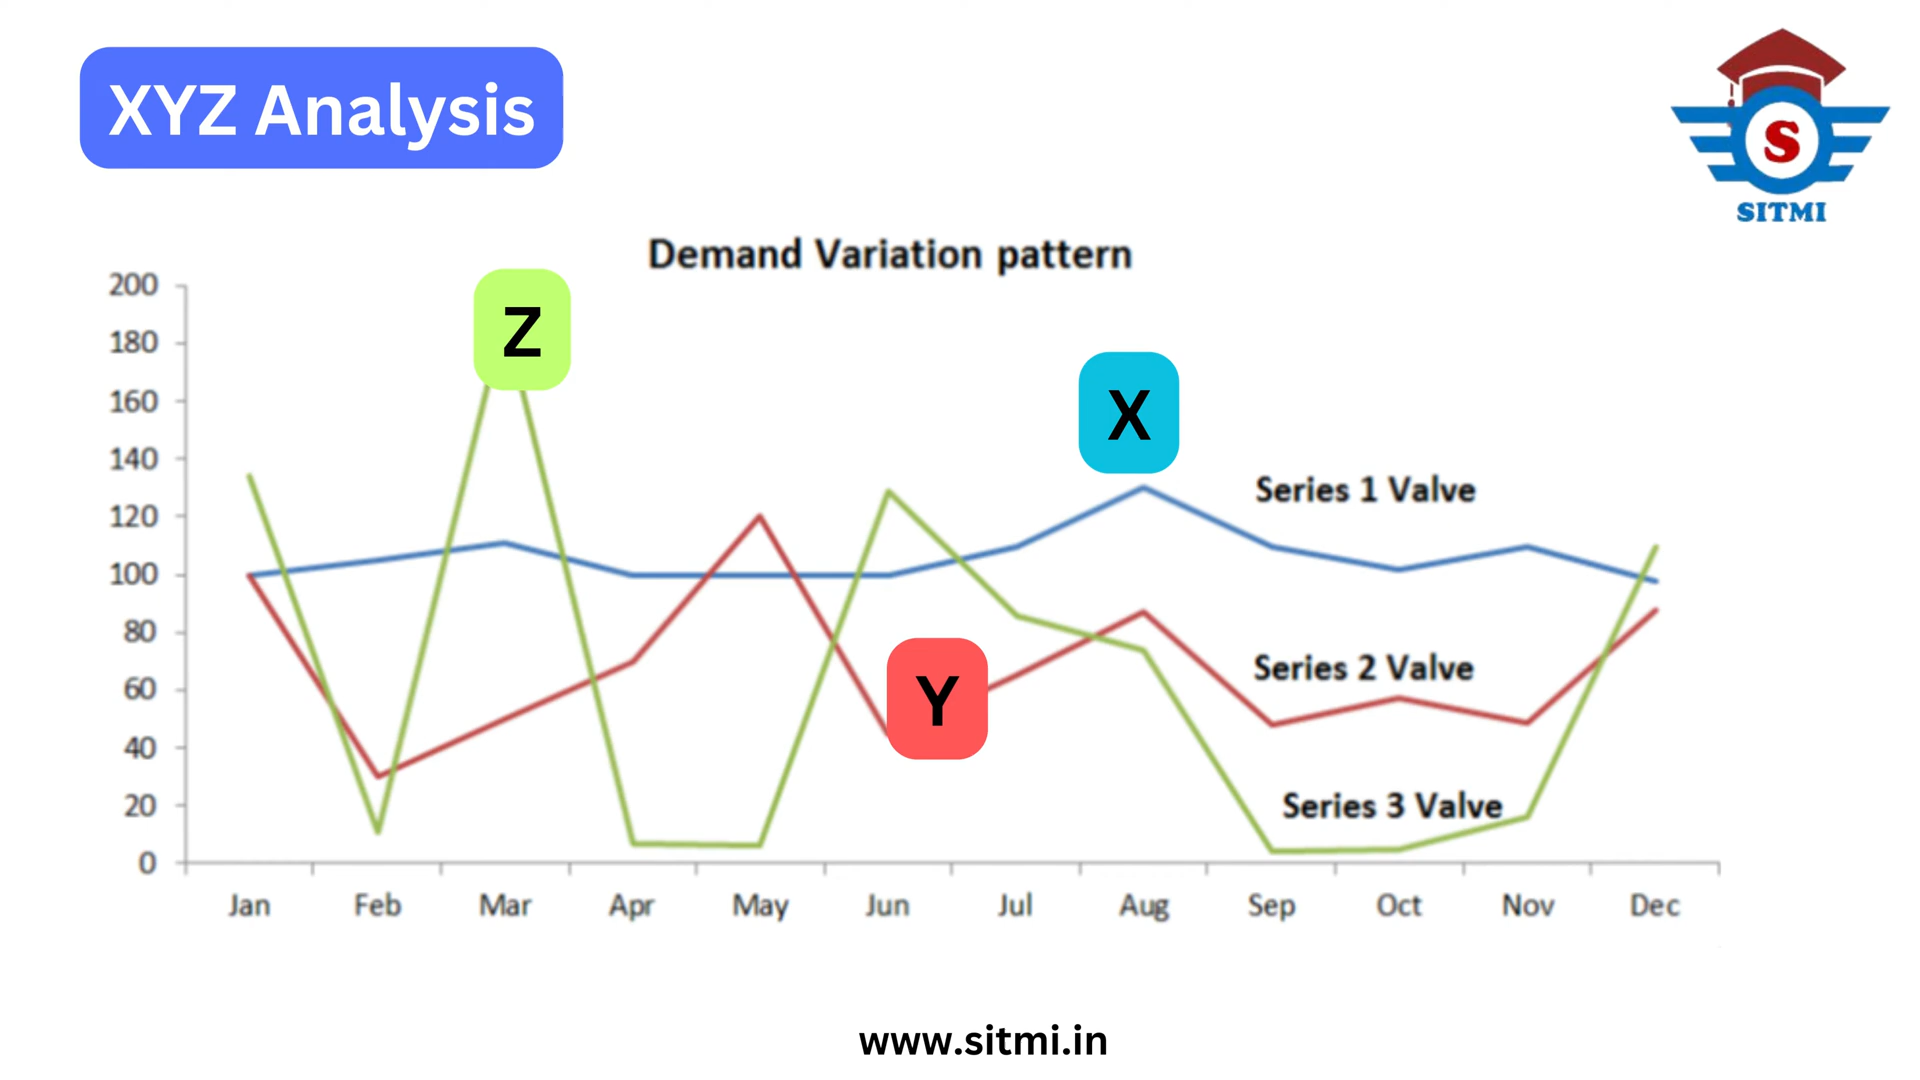 XYZ Analysis
S
SITMI
Demand Variation pattern
200
180
160
140
120
100
80
60
40
20
0
Z
X
Y
Series 1 Valve
Series 2 Valve
Series 3 Valve
Jan Feb Mar Apr May Jun Jul Aug Sep Oct Nov Dec
www.sitmi.in